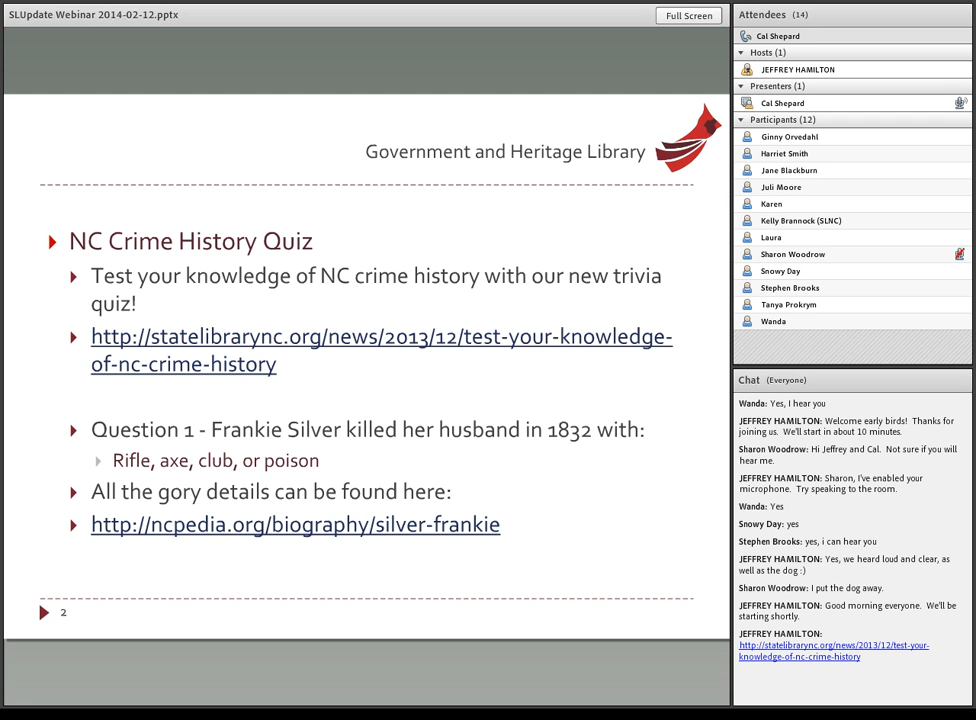 SLUpdate Webinar 2014-02-12.pptx
Full Screen
Government and Heritage Library
NC Crime History Quiz
Test your knowledge of NC crime history with our new trivia
quiz!
http://statelibrarync.org/news/2013/12/test-your-knowledge-
of-nc-crime-history
Question 1 - Frankie Silver killed her husband in 1832 with:
Rifle, axe, club, or poison
All the gory details can be found here:
http://ncpedia.org/biography/silver-frankie
2
Attendees (14)
Cal Shepard
Hosts (1)
JEFFREY HAMILTON
Presenters (1)
Cal Shepard
Participants (12)
Ginny Orvedahl
Harriet Smith
Jane Blackburn
Juli Moore
Karen
Kelly Brannock (SLNC)
Laura
Sharon Woodrow
Snowy Day
Stephen Brooks
Tanya Prokrym
Wanda
Chat (Everyone)
Wanda: Yes, I hear you
JEFFREY HAMILTON: Welcome early birds! Thanks for
joining us. We'll start in about 10 minutes.
Sharon Woodrow: Hi Jeffrey and Cal. Not sure if you will
hear me.
JEFFREY HAMILTON: Sharon, I've enabled your
microphone. Try speaking to the room.
Wanda: Yes
Snowy Day: yes
Stephen Brooks: yes, i can hear you
JEFFREY HAMILTON: Yes, we heard loud and clear, as
well as the dog :)
Sharon Woodrow: I put the dog away.
JEFFREY HAMILTON: Good morning everyone. We'll be
starting shortly.
JEFFREY HAMILTON:
http://statelibrarync.org/news/2013/12/test-your-
knowledge-of-nc-crime-history